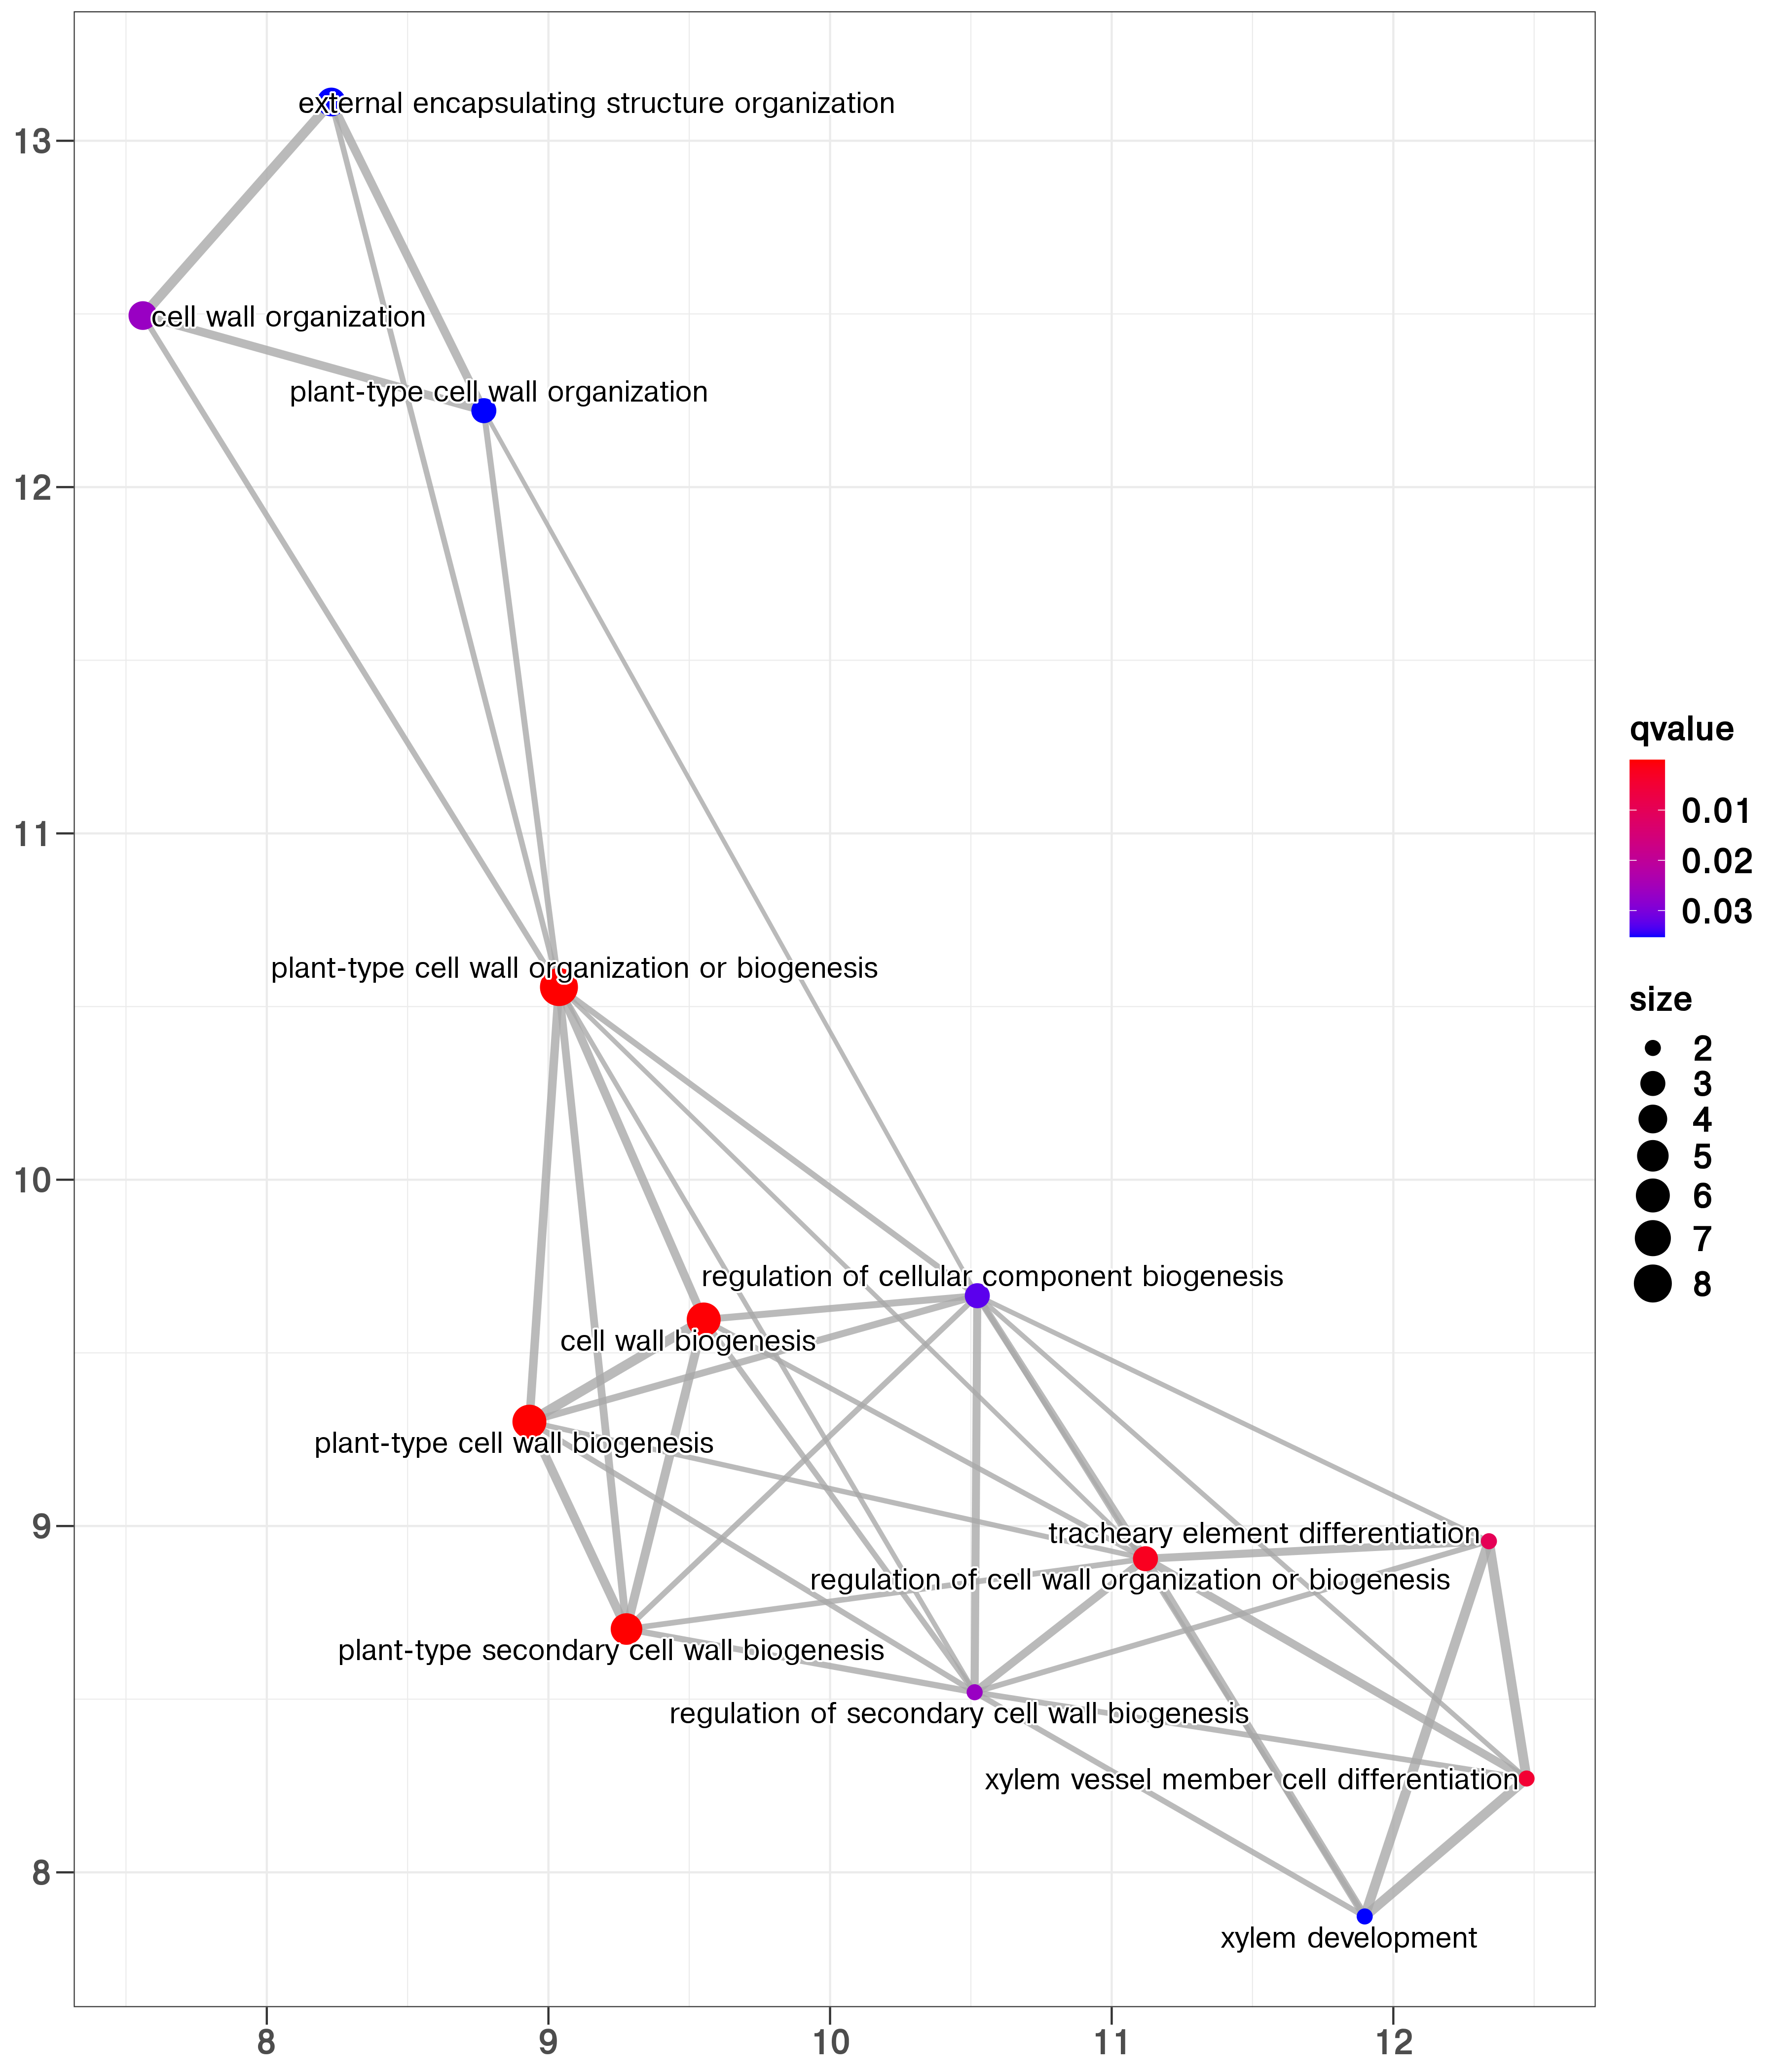 external encapsulating structure organization
13
cell wall organization
plant-type cell wall organization
12
qvalue
0.01
0.02
0.03
11
plant-type cell wall organization or biogenesis
size
2
3
4
5
6
7
8
10
regulation of cellular component biogenesis
cell wall biogenesis
plant-type cell wall biogenesis
9
tracheary element differentiation
regulation of cell wall organization or biogenesis
plant-type secondary cell wall biogenesis
regulation of secondary cell wall biogenesis
xylem vessel member cell differentiation
8
xylem development
8 9 10 11 12